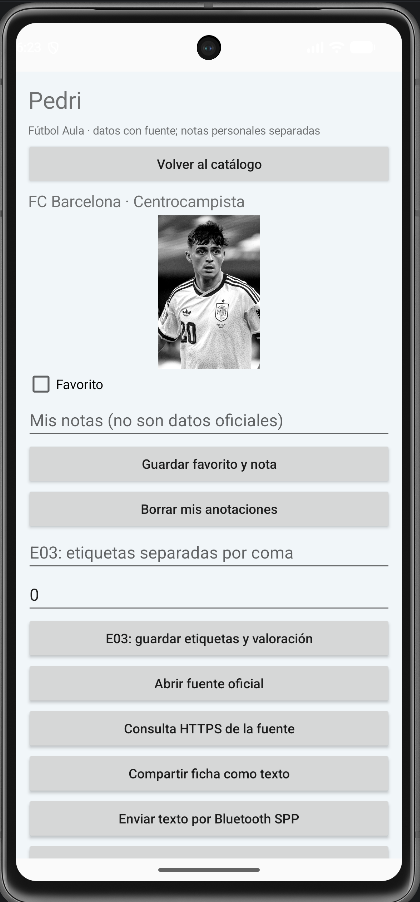 Pedri
Fútbol Aula · datos con fuente; notas personales separadas
Volver al catálogo
FC Barcelona · Centrocampista
20
Favorito
Mis notas (no son datos oficiales)
Guardar favorito y nota
Borrar mis anotaciones
E03: etiquetas separadas por coma
0
E03: guardar etiquetas y valoración
Abrir fuente oficial
Consulta HTTPS de la fuente
Compartir ficha como texto
Enviar texto por Bluetooth SPP